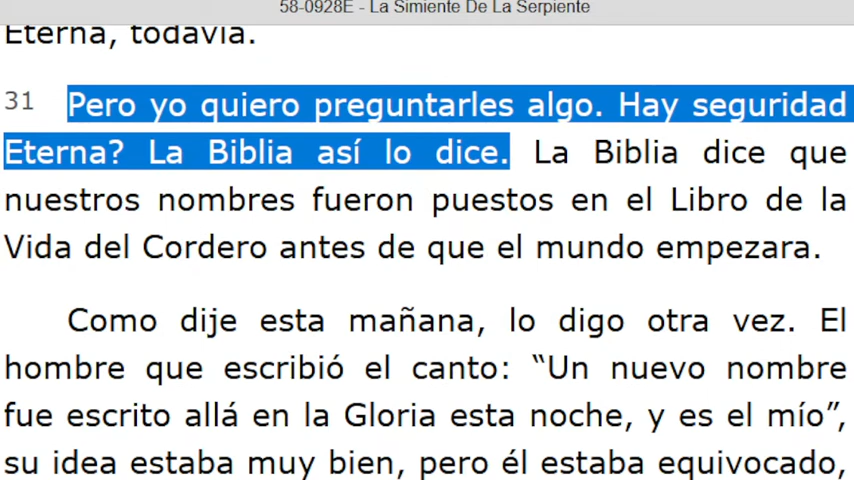 58-0928E - La Simiente De La Serpiente
Eterna, todavía.
31 Pero yo quiero preguntarles algo. Hay seguridad
Eterna? La Biblia así lo dice. La Biblia dice que
nuestros nombres fueron puestos en el Libro de la
Vida del Cordero antes de que el mundo empezara.
Como dije esta mañana, lo digo otra vez. El
hombre que escribió el canto: “Un nuevo nombre
fue escrito allá en la Gloria esta noche, y es el mío”,
su idea estaba muy bien, pero él estaba equivocado,